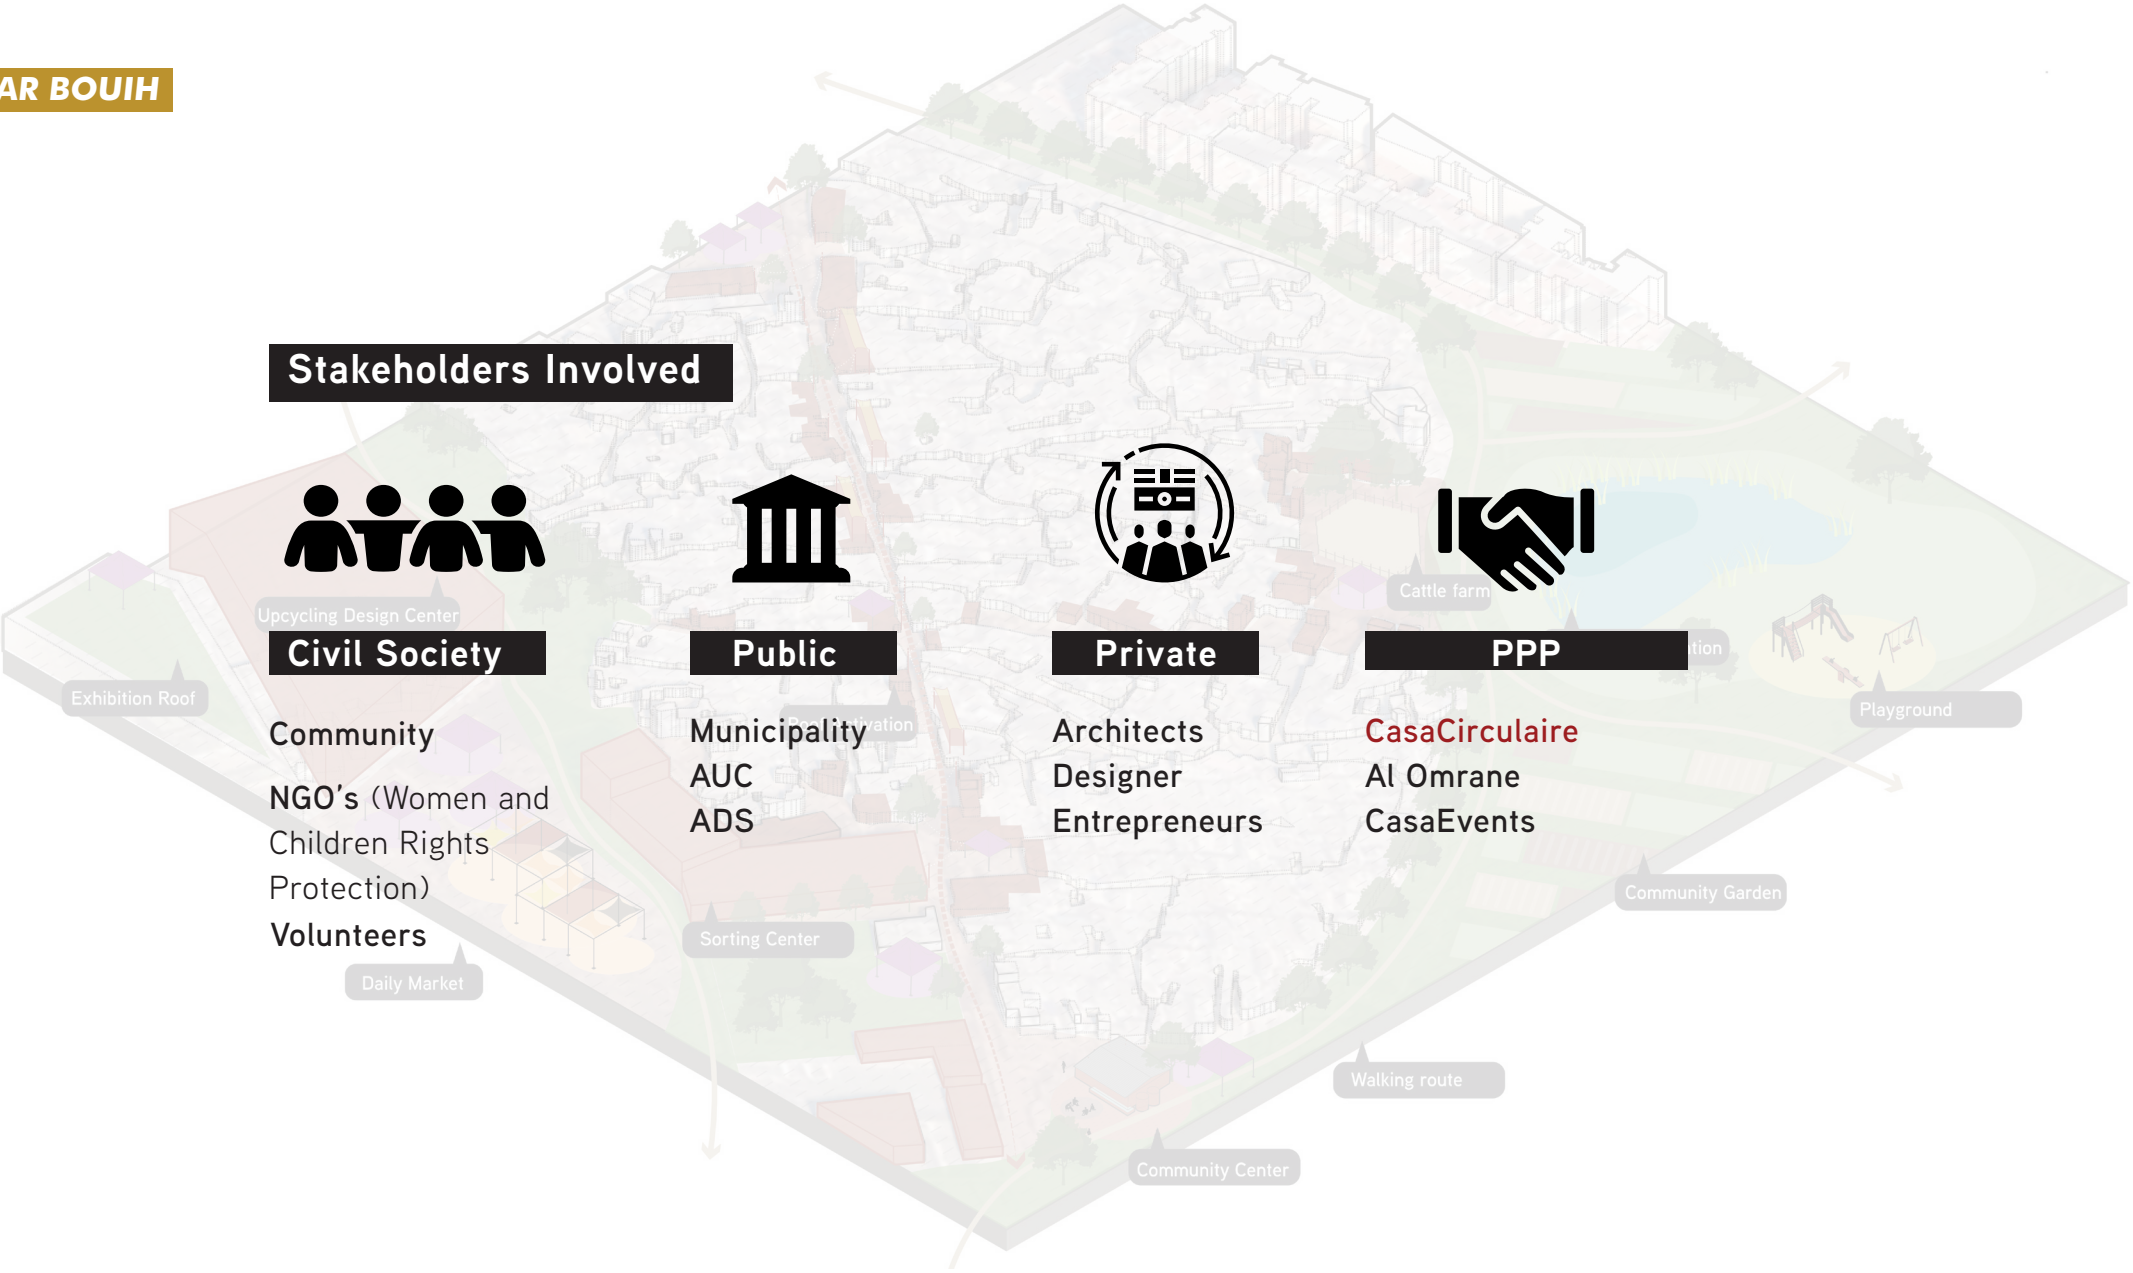 AR BOUIH
Stakeholders Involved
Civil Society
Community
NGO's (Women and
Children Rights
Protection)
Volunteers
Public
Municipality
AUC
ADS
Private
Architects
Designer
Entrepreneurs
PPP
CasaCirculaire
Al Omrane
CasaEvents
Upcycling Design Center
Exhibition Roof
Daily Market
Sorting Center
Cattle farm
Playground
Community Garden
Walking route
Community Center